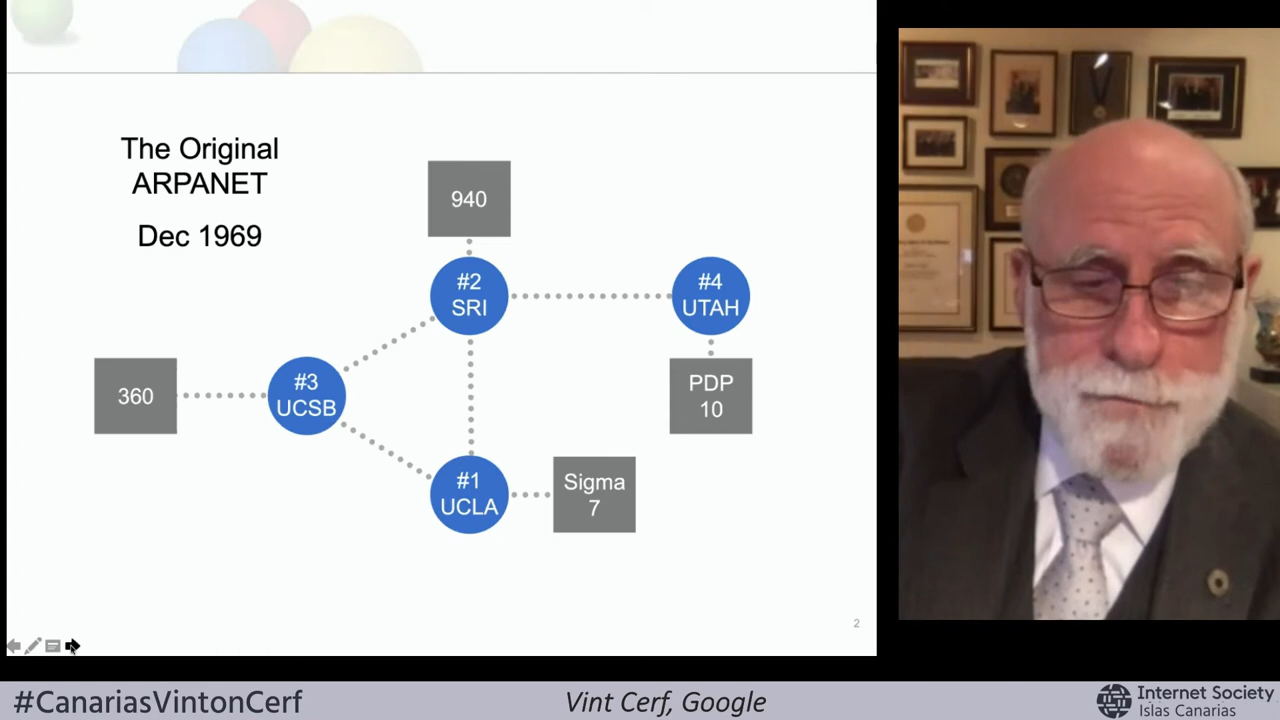 The Original
ARPANET
Dec 1969
940
#2
SRI
#4
UTAH
360
#3
UCSB
PDP
10
#1
UCLA
Sigma
7
2
#CanariasVintonCerf
Vint Cerf, Google
Internet Society
Islas Canarias